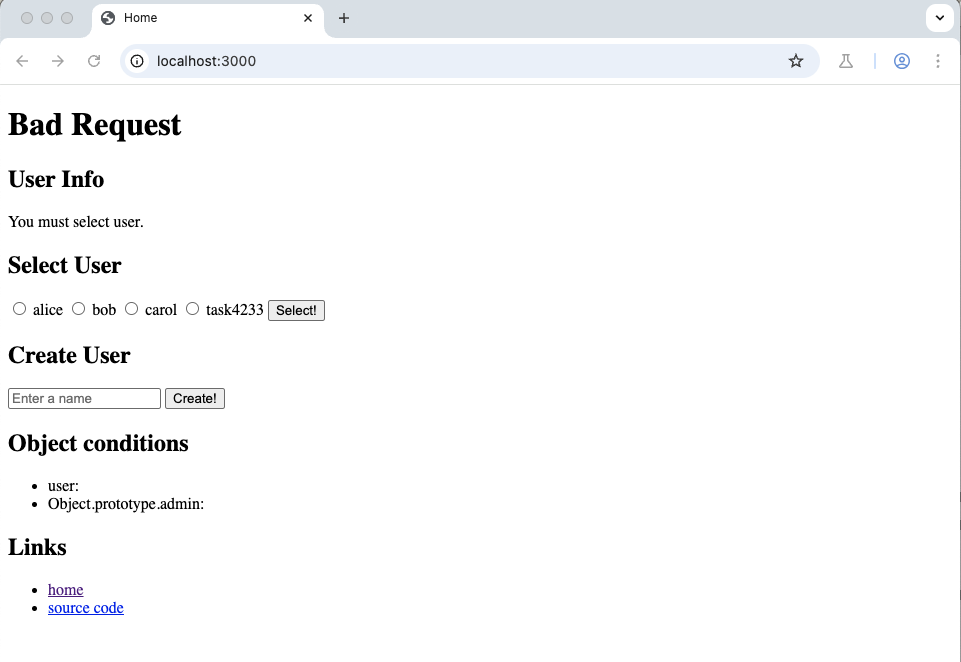 Home
localhost:3000
Bad Request
User Info
You must select user.
Select User
alice bob carol task4233 Select!
Create User
Enter a name Create!
Object conditions
user:
Object.prototype.admin:
Links
home
source code